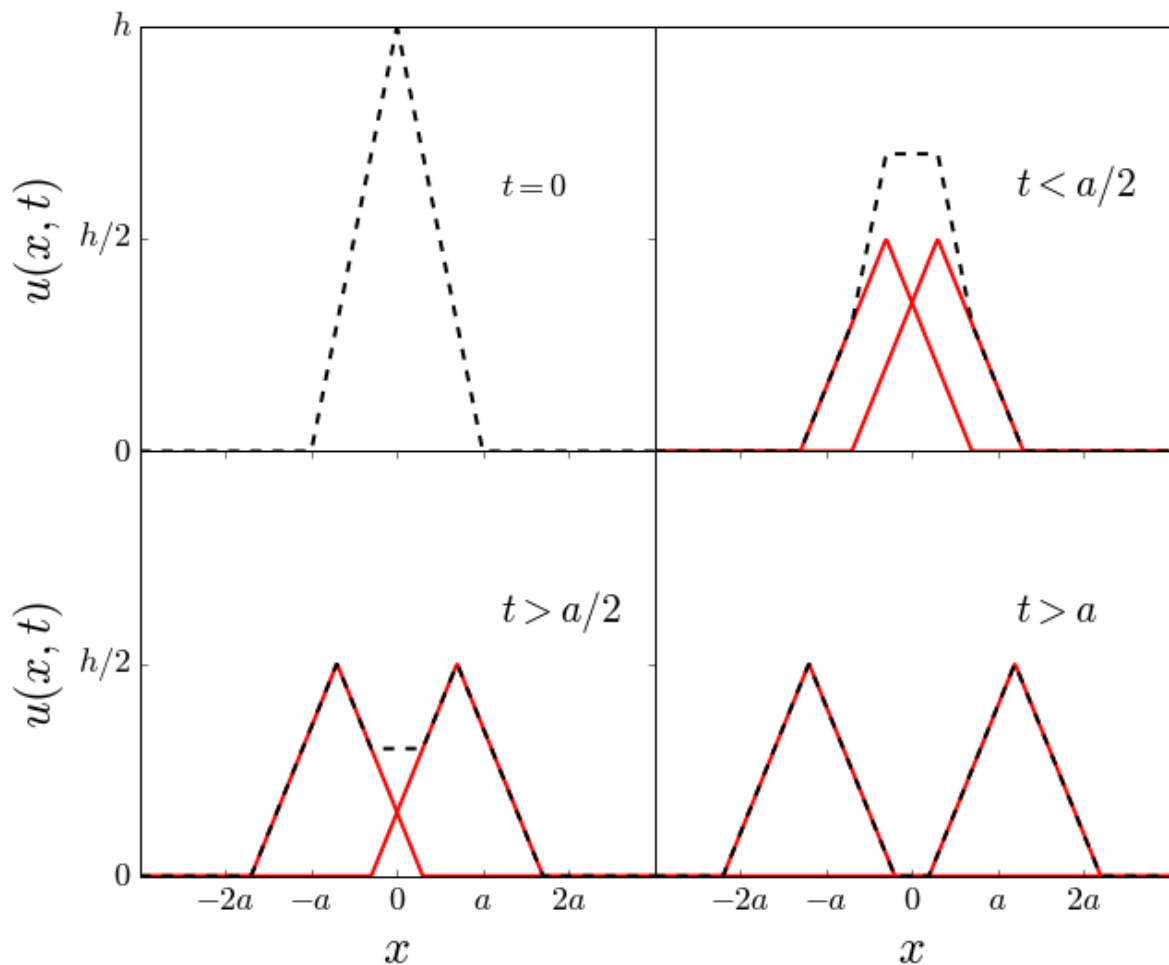 h
u(x, t)
h/2
0
t = 0
t < a/2
u(x, t)
h/2
0
t > a/2
t > a
−2a −a 0 a 2a
−2a −a 0 a 2a
x
x